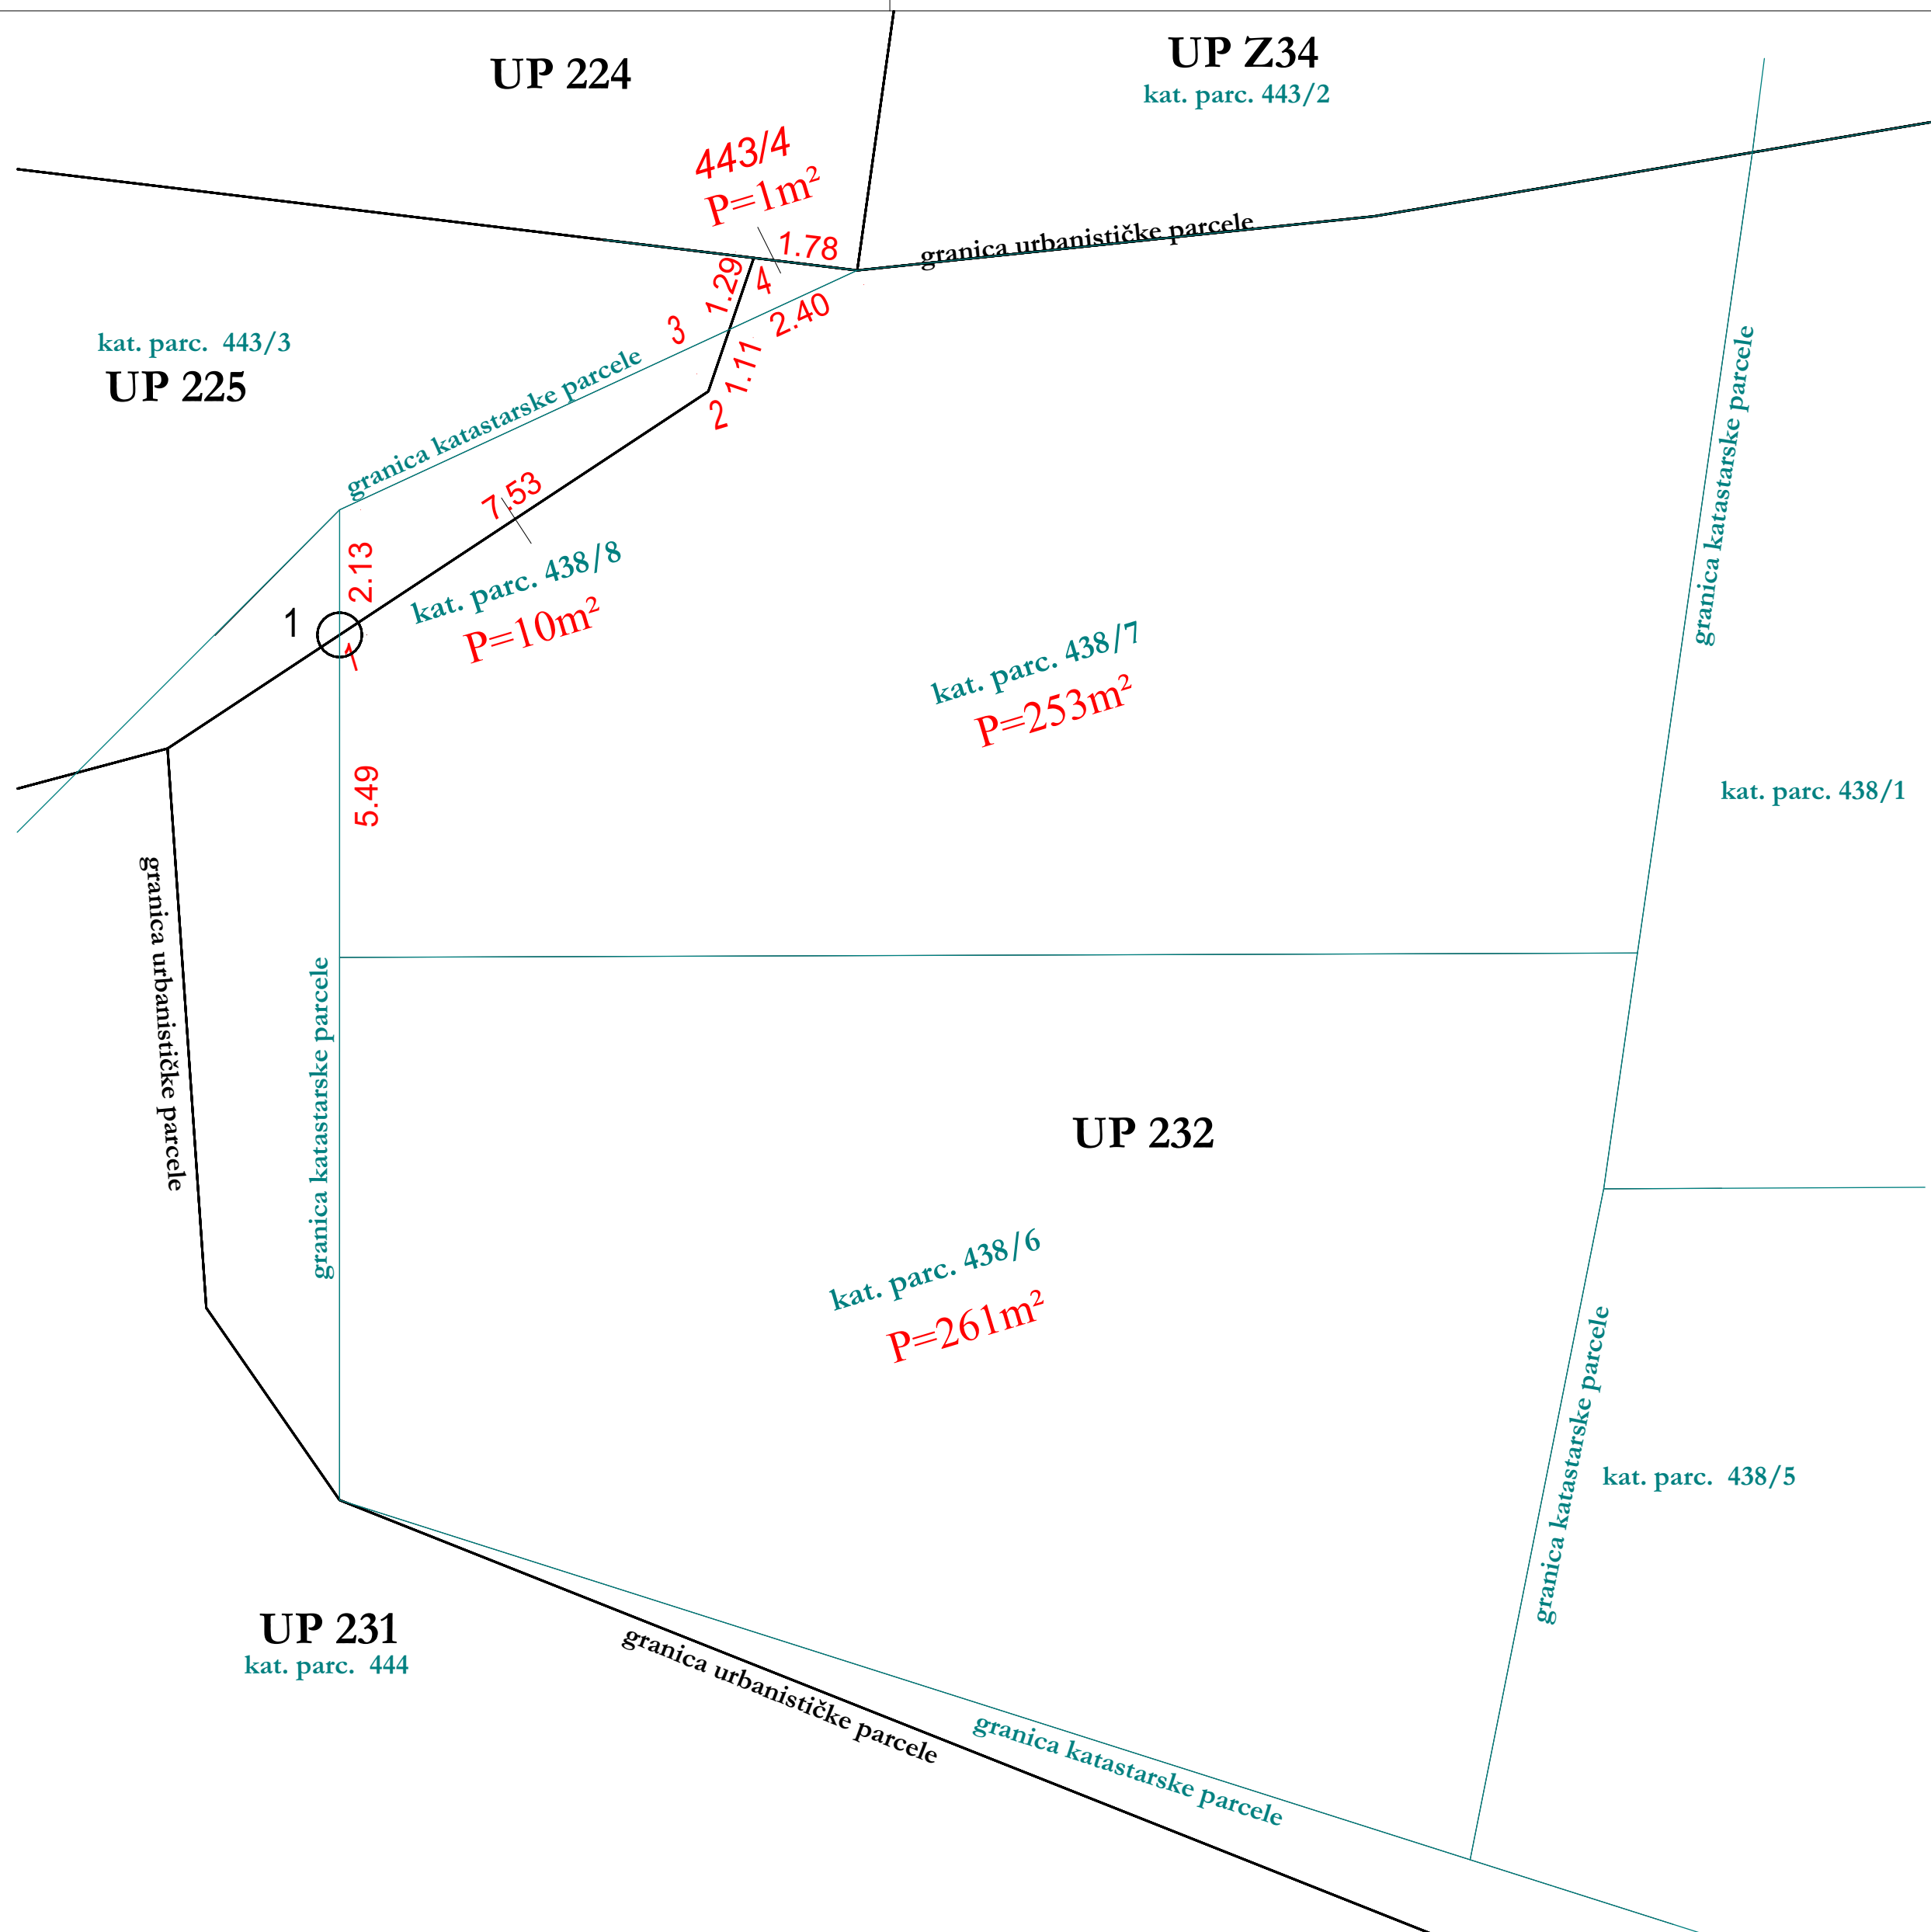 UP 224
UP Z34
kat. parc. 443/2
443/4
P=1m²
1.78
granica urbanističke parcele
1.29
4
2.40
3
kat. parc. 443/3
UP 225
1.11
granica katastarske parcele
2
granica katastarske parcele
7.53
2.13
kat. parc. 438/8
P=10m²
1
1
kat. parc. 438/7
P=253m²
5.49
kat. parc. 438/1
granica urbanističke parcele
granica katastarske parcele
UP 232
kat. parc. 438/6
P=261m²
granica katastarske parcele
kat. parc. 438/5
UP 231
kat. parc. 444
granica urbanističke parcele
granica katastarske parcele